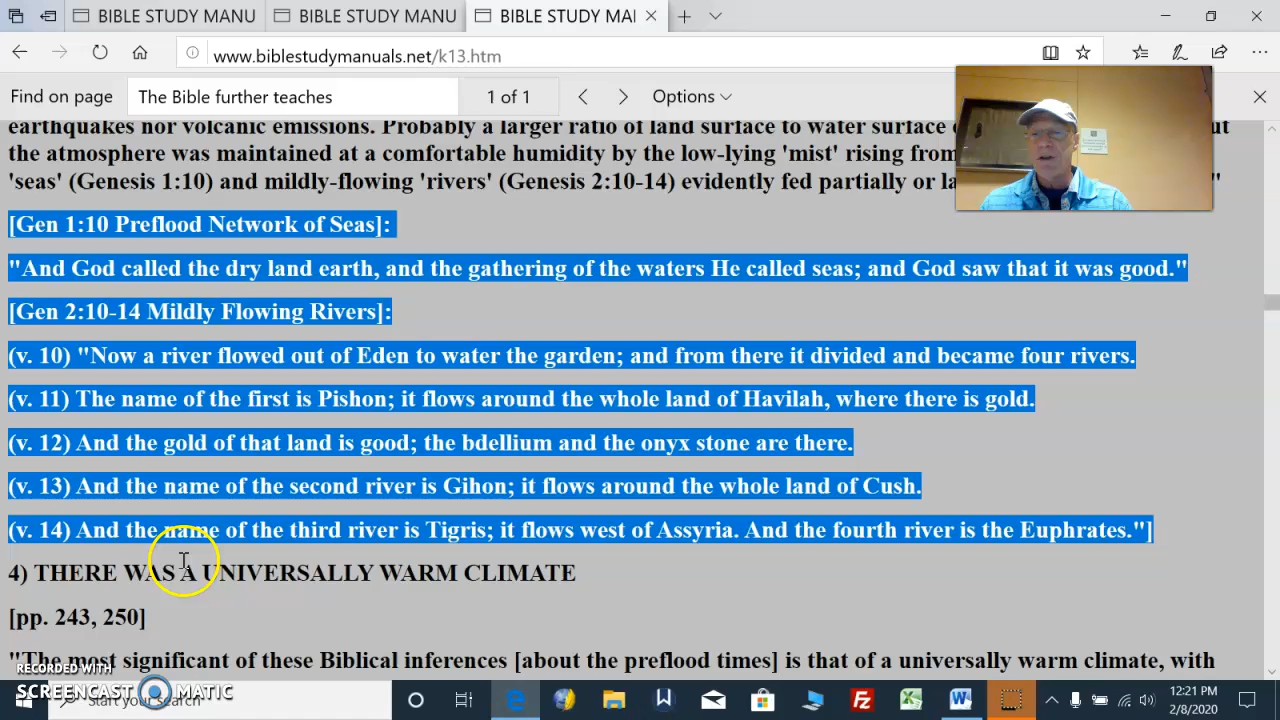 BIBLE STUDY MANU
BIBLE STUDY MANU
BIBLE STUDY MAI
www.biblestudymanuals.net/k13.htm
Find on page
The Bible further teaches
1 of 1
Options
earthquakes nor volcanic emissions. Probably a larger ratio of land surface to water surface
the atmosphere was maintained at a comfortable humidity by the low-lying 'mist' rising from
'seas' (Genesis 1:10) and mildly-flowing 'rivers' (Genesis 2:10-14) evidently fed partially or
[Gen 1:10 Preflood Network of Seas]:
"And God called the dry land earth, and the gathering of the waters He called seas; and God saw that it was good."
[Gen 2:10-14 Mildly Flowing Rivers]:
(v. 10) "Now a river flowed out of Eden to water the garden; and from there it divided and became four rivers.
(v. 11) The name of the first is Pishon; it flows around the whole land of Havilah, where there is gold.
(v. 12) And the gold of that land is good; the bdellium and the onyx stone are there.
(v. 13) And the name of the second river is Gihon; it flows around the whole land of Cush.
(v. 14) And the name of the third river is Tigris; it flows west of Assyria. And the fourth river is the Euphrates."]
4) THERE WAS A UNIVERSALLY WARM CLIMATE
[pp. 243, 250]
"The most significant of these Biblical inferences [about the preflood times] is that of a universally warm climate, with
RECORDED WITH
SCREENCAST MATIC
Start your search
12:21 PM
2/8/2020